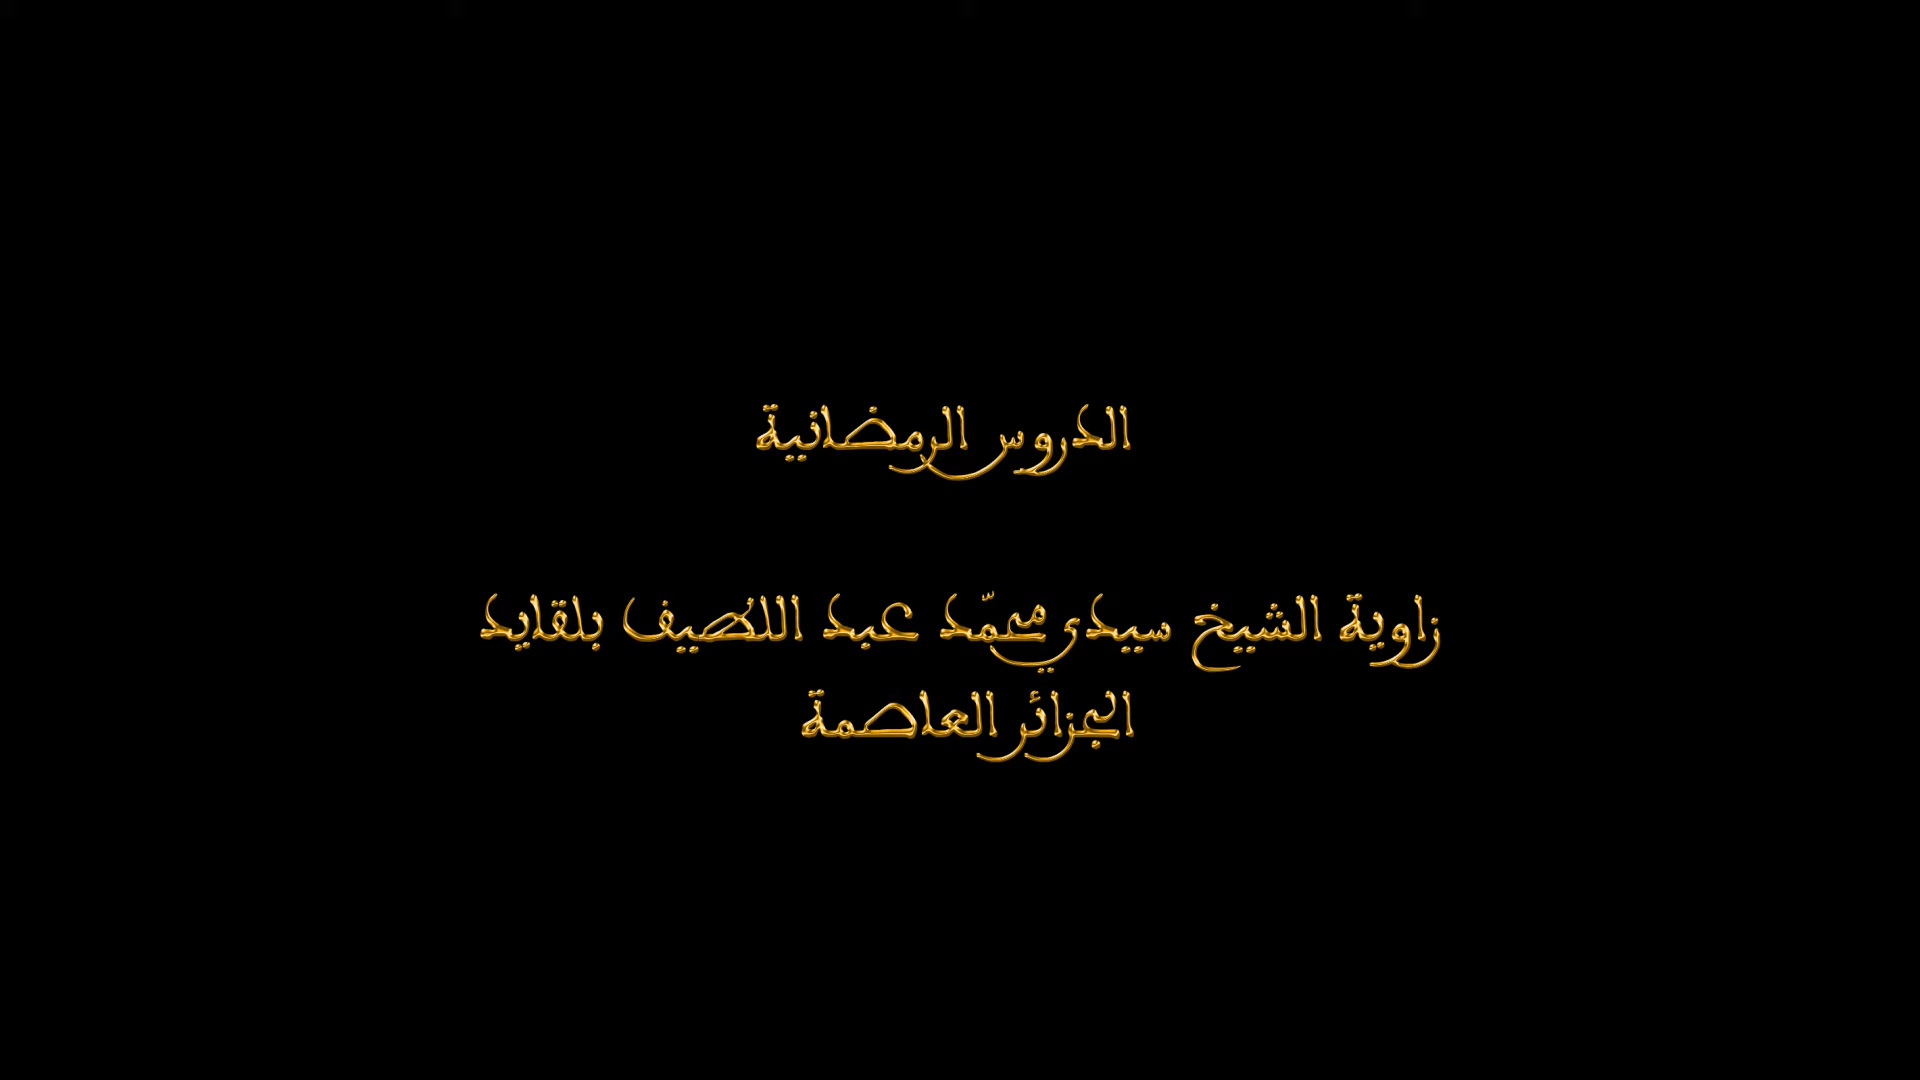 الدروس الرمضانية
زاوية الشيخ سيدي محمّد عبد اللطيف بلقايد
الجزائر العاصمة